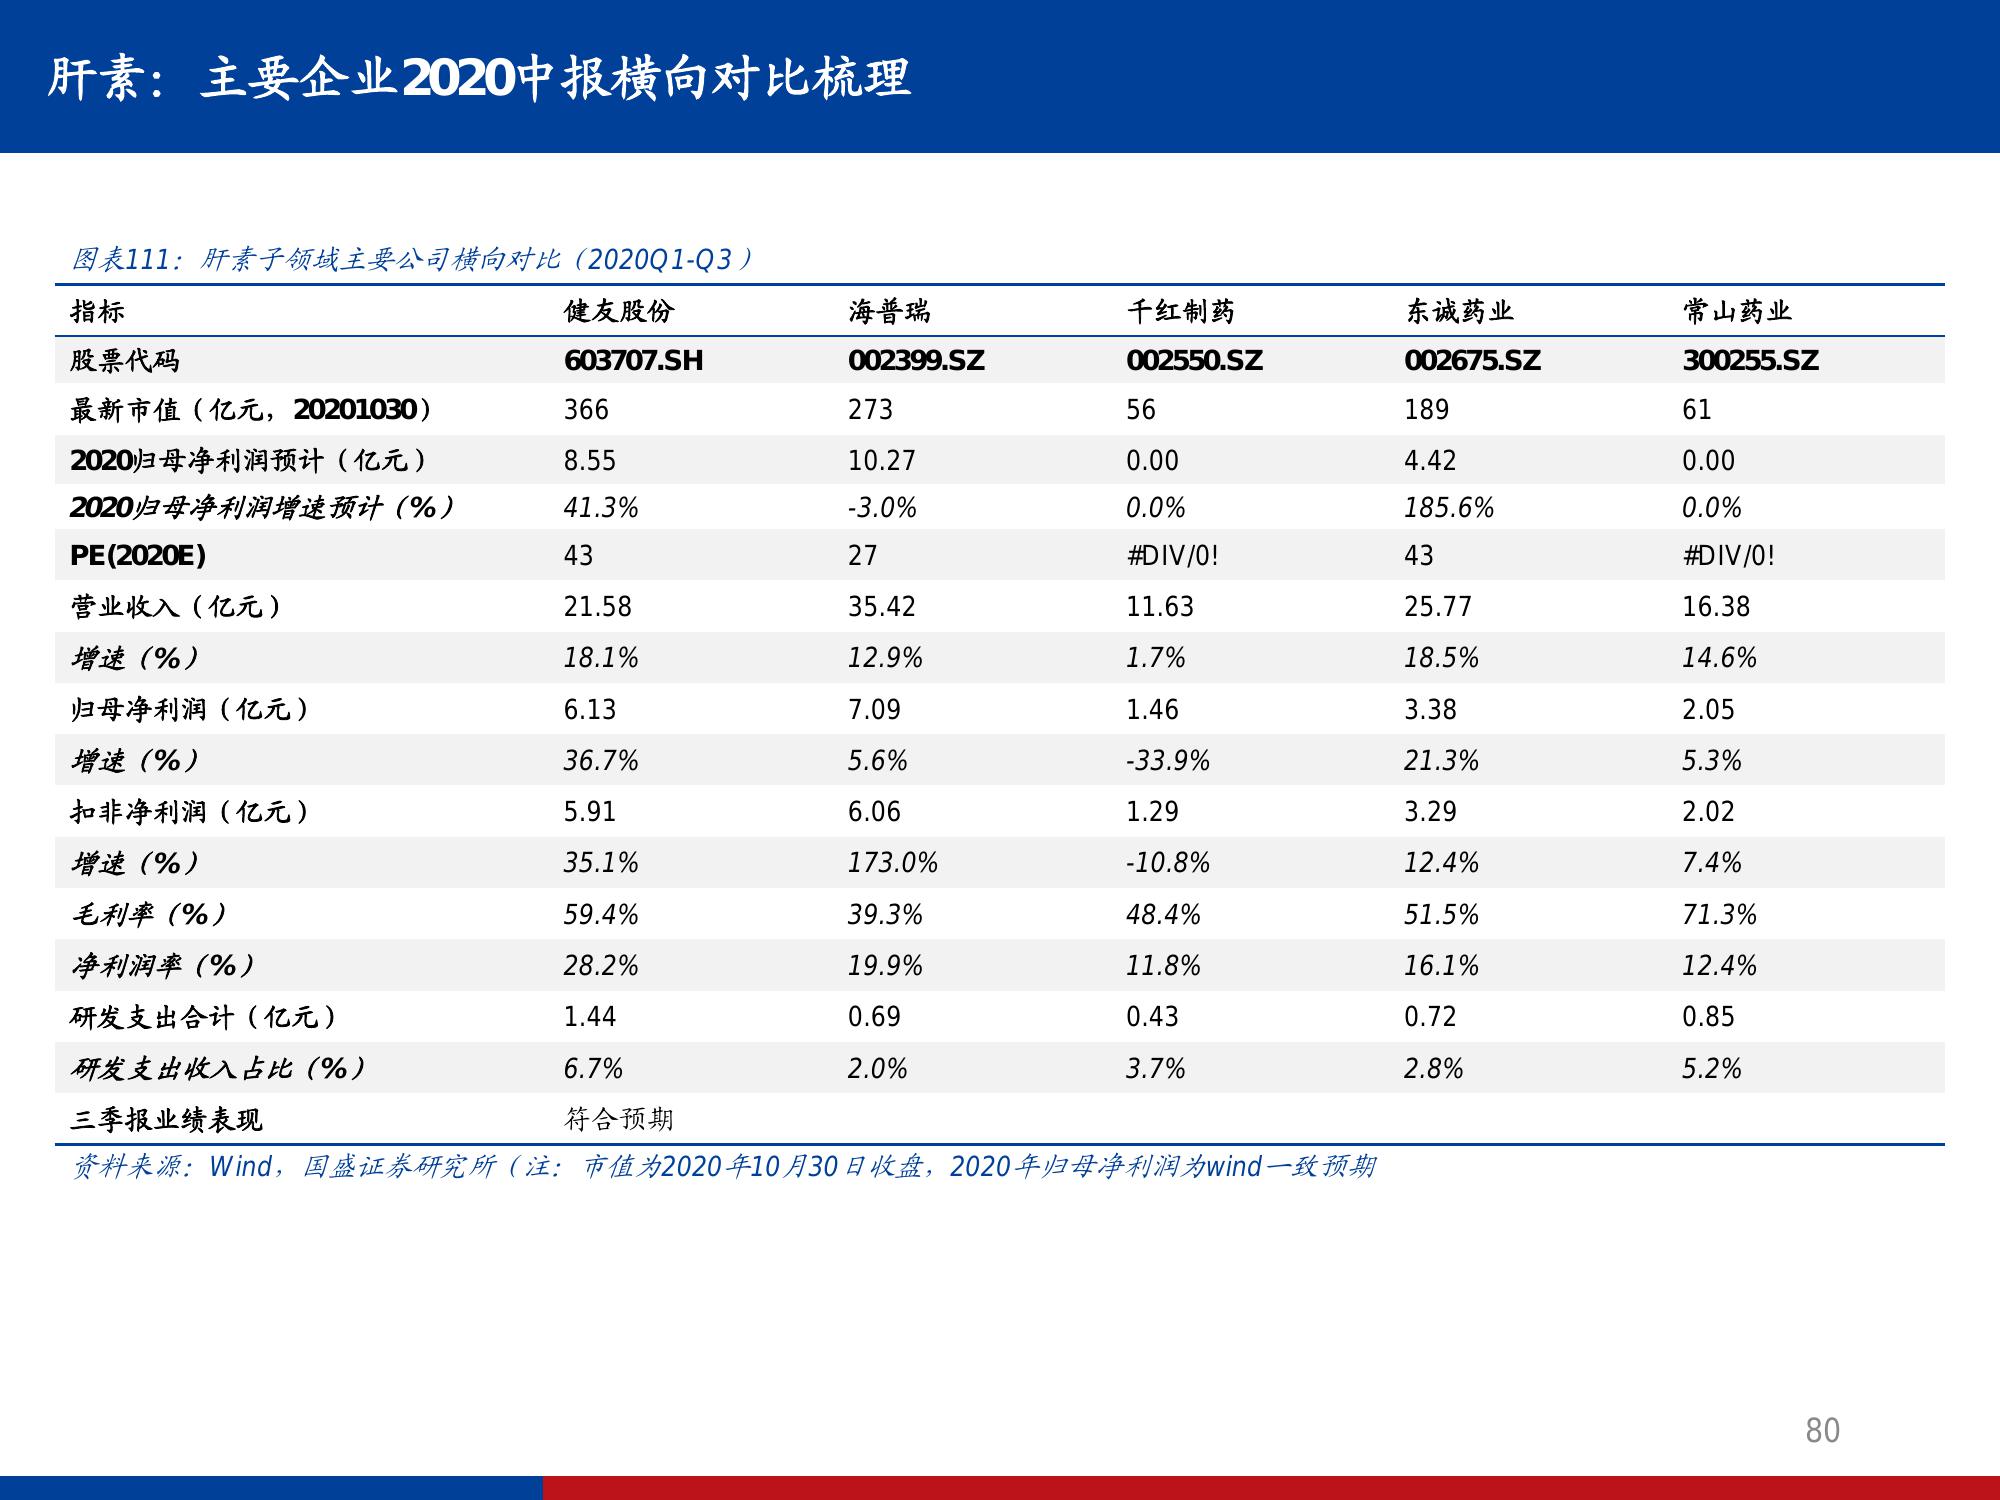 肝素：主要企业2020中报横向对比梳理
图表111：肝素子领域主要公司横向对比（2020Q1-Q3）
指标 健友股份 海普瑞 千红制药 东诚药业 常山药业
股票代码 603707.SH 002399.SZ 002550.SZ 002675.SZ 300255.SZ
最新市值（亿元，20201030） 366 273 56 189 61
2020归母净利润预计（亿元） 8.55 10.27 0.00 4.42 0.00
2020归母净利润增速预计（%） 41.3% -3.0% 0.0% 185.6% 0.0%
PE(2020E) 43 27 #DIV/0! 43 #DIV/0!
营业收入（亿元） 21.58 35.42 11.63 25.77 16.38
增速（%） 18.1% 12.9% 1.7% 18.5% 14.6%
归母净利润（亿元） 6.13 7.09 1.46 3.38 2.05
增速（%） 36.7% 5.6% -33.9% 21.3% 5.3%
扣非净利润（亿元） 5.91 6.06 1.29 3.29 2.02
增速（%） 35.1% 173.0% -10.8% 12.4% 7.4%
毛利率（%） 59.4% 39.3% 48.4% 51.5% 71.3%
净利润率（%） 28.2% 19.9% 11.8% 16.1% 12.4%
研发支出合计（亿元） 1.44 0.69 0.43 0.72 0.85
研发支出收入占比（%） 6.7% 2.0% 3.7% 2.8% 5.2%
三季报业绩表现 符合预期
资料来源：Wind，国盛证券研究所（注：市值为2020年10月30日收盘，2020年归母净利润为wind一致预期
80